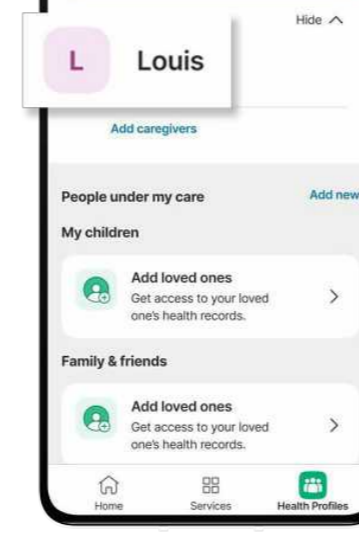 Hide
L Louis
Add caregivers
People under my care Add new
My children
Add loved ones
Get access to your loved
one's health records.
Family & friends
Add loved ones
Get access to your loved
one's health records.
Home Services Health Profiles